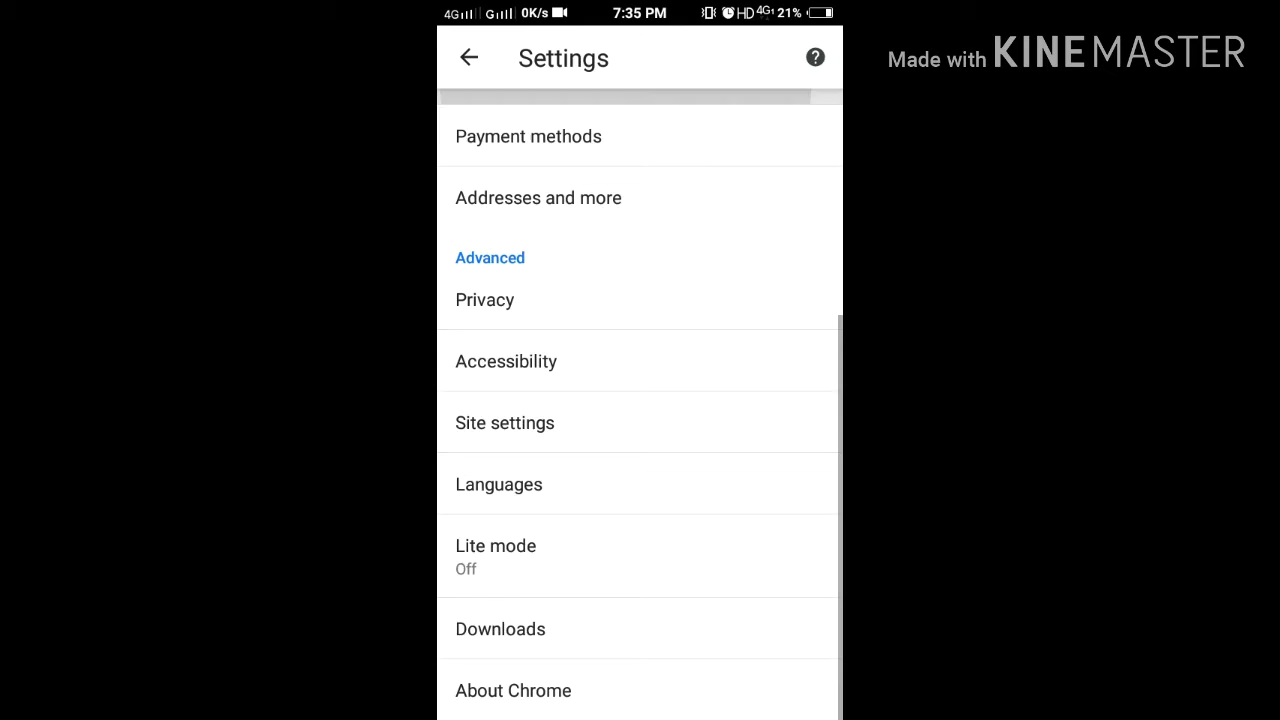 4G G 0K/s 7:35 PM HD 4G 21%
Settings
Made with KINEMASTER
Payment methods
Addresses and more
Advanced
Privacy
Accessibility
Site settings
Languages
Lite mode
Off
Downloads
About Chrome